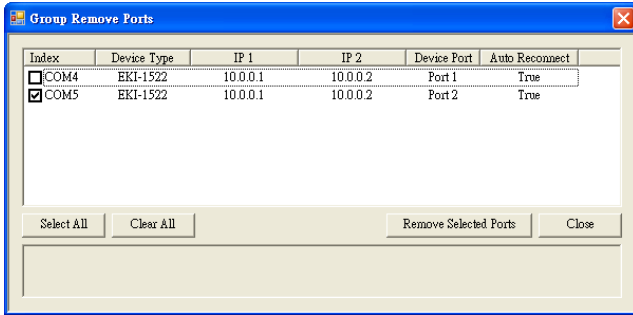 Group Remove Ports
Index Device Type IP 1 IP 2 Device Port Auto Reconnect
COM4 EKI-1522 10.0.0.1 10.0.0.2 Port 1 True
COM5 EKI-1522 10.0.0.1 10.0.0.2 Port 2 True
Select All Clear All Remove Selected Ports Close